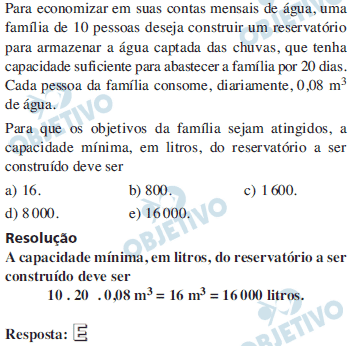 Para economizar em suas contas mensais de água, uma
família de 10 pessoas deseja construir um reservatório
para armazenar a água captada das chuvas, que tenha
capacidade suficiente para abastecer a família por 20 dias.
Cada pessoa da família consome, diariamente, 0,08 m³
de água.
Para que os objetivos da família sejam atingidos, a
capacidade mínima, em litros, do reservatório a ser
construído deve ser
a) 16. b) 800. c) 1 600.
d) 8 000. e) 16 000.
Resolução
A capacidade mínima, em litros, do reservatório a ser
construído deve ser
10 . 20 . 0,08 m³ = 16 m³ = 16 000 litros.
Resposta: E
OBJETIVO
OBJETIVO
OBJETIVO
OBJETIVO